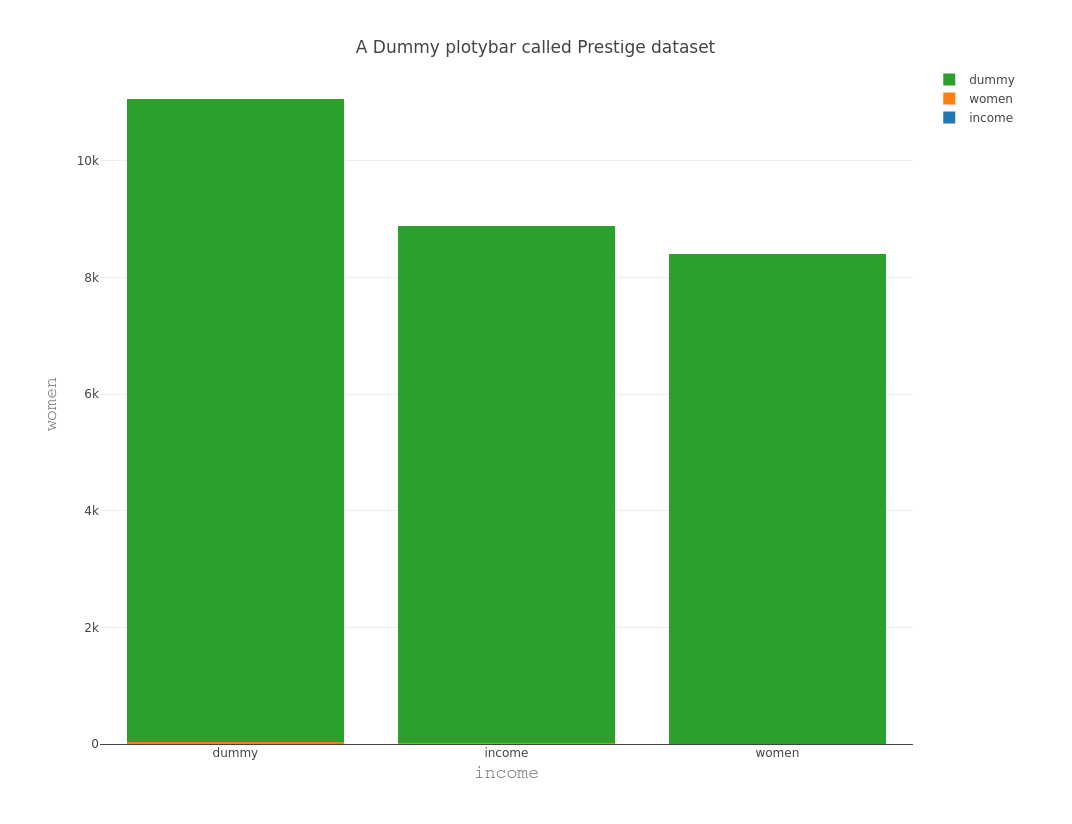 A Dummy plotybar called Prestige dataset
dummy
women
income
10k
8k
6k
4k
2k
0
women
dummy income women
income